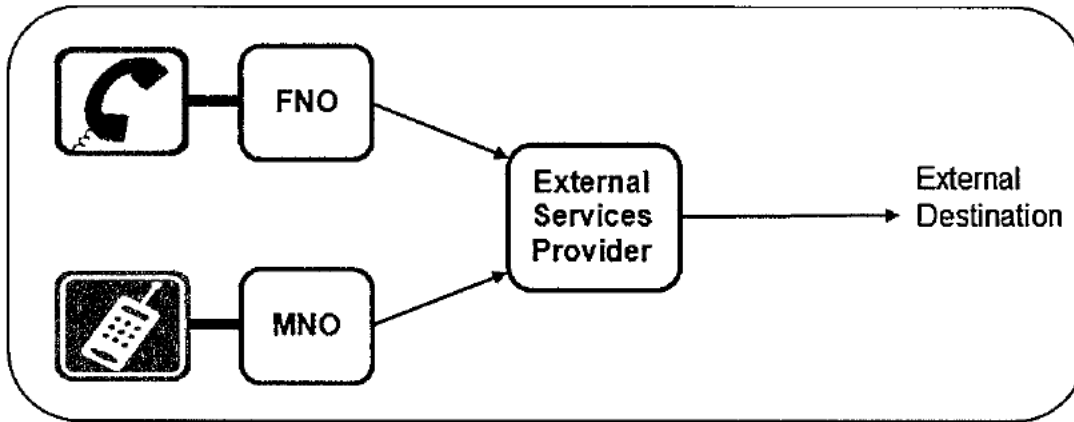 FNO
External
Services
Provider
External
Destination
MNO